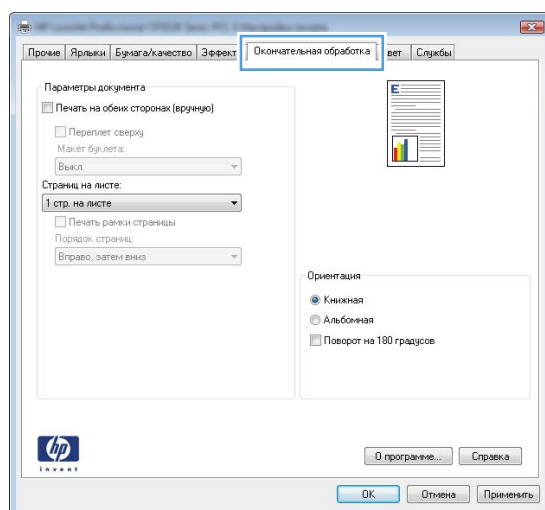 Прочие Ярлыки Бумага/качество Эффект Окончательная обработка вет Службы
Параметры документа
Печать на обеих сторонах (вручную)
Переплет сверху
Макет буклета:
Выкл.
Страниц на листе:
1 стр. на листе
Печать рамки страницы
Порядок страниц:
Вправо, затем вниз
E
Ориентация
Книжная
Альбомная
Поворот на 180 градусов
hp
invent
О программе... Справка
OK Отмена Применить